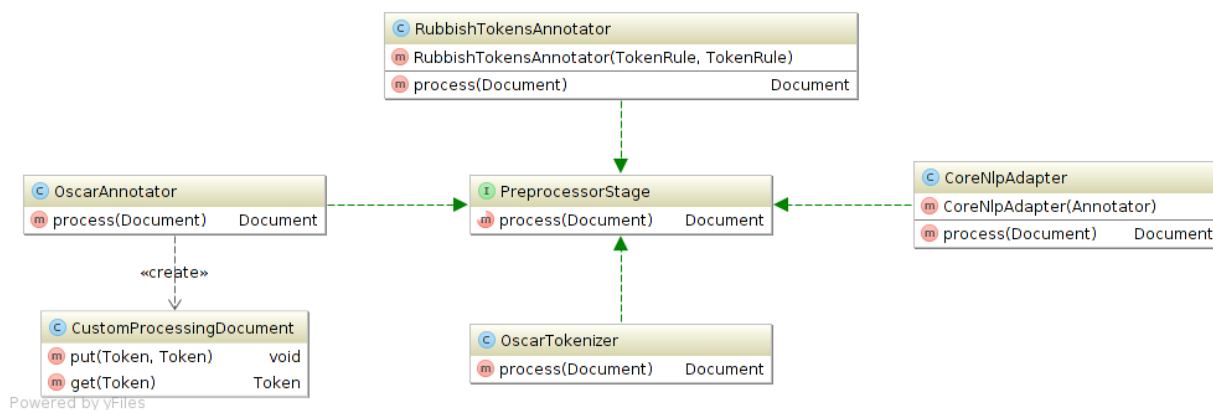 C RubbishTokensAnnotator
m RubbishTokensAnnotator(TokenRule, TokenRule)
m process(Document) Document
C OscarAnnotator
m process(Document) Document
I PreprocessorStage
m process(Document) Document
C CoreNlpAdapter
m CoreNlpAdapter(Annotator)
m process(Document) Document
«create»
C CustomProcessingDocument
m put(Token, Token) void
m get(Token) Token
C OscarTokenizer
m process(Document) Document
Powered by yFiles